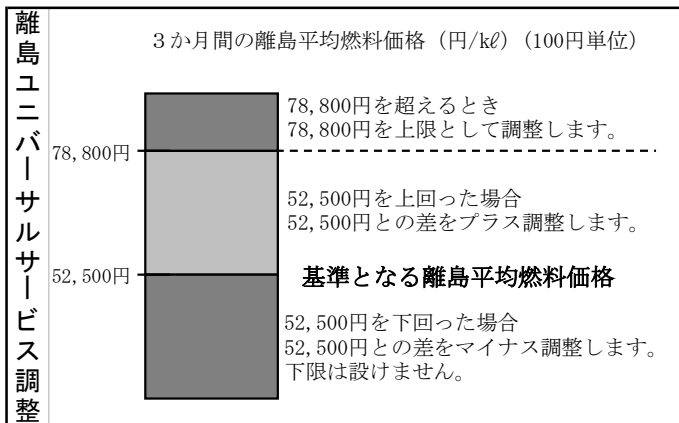 離島ユニバーサルサービス調整
３か月間の離島平均燃料価格（円/kℓ）（100円単位）
78,800円を超えるとき
78,800円を上限として調整します。
78,800円
52,500円を上回った場合
52,500円との差をプラス調整します。
52,500円
基準となる離島平均燃料価格
52,500円を下回った場合
52,500円との差をマイナス調整します。
下限は設けません。